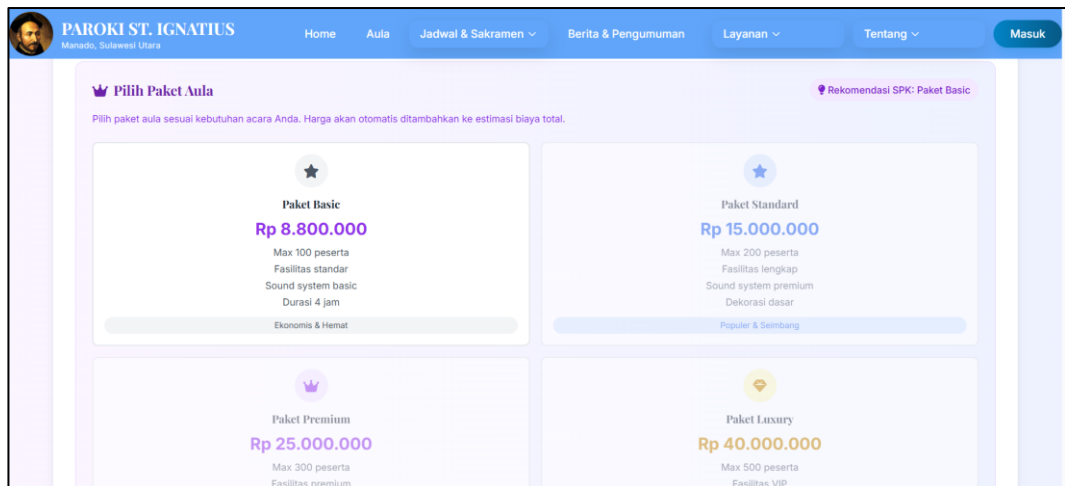 PAROKI ST. IGNATIUS
Manado, Sulawesi Utara
Home
Aula
Jadwal & Sakramen
Berita & Pengumuman
Layanan
Tentang
Masuk
Pilih Paket Aula
Rekomendasi SPK: Paket Basic
Pilih paket aula sesuai kebutuhan acara Anda. Harga akan otomatis ditambahkan ke estimasi biaya total.
Paket Basic
Rp 8.800.000
Max 100 peserta
Fasilitas standar
Sound system basic
Durasi 4 jam
Ekonomis & Hemat
Paket Standard
Rp 15.000.000
Max 200 peserta
Fasilitas lengkap
Sound system premium
Dekorasi dasar
Populer & Seimbang
Paket Premium
Rp 25.000.000
Max 300 peserta
Fasilitas premium
Paket Luxury
Rp 40.000.000
Max 500 peserta
Fasilitas VIP